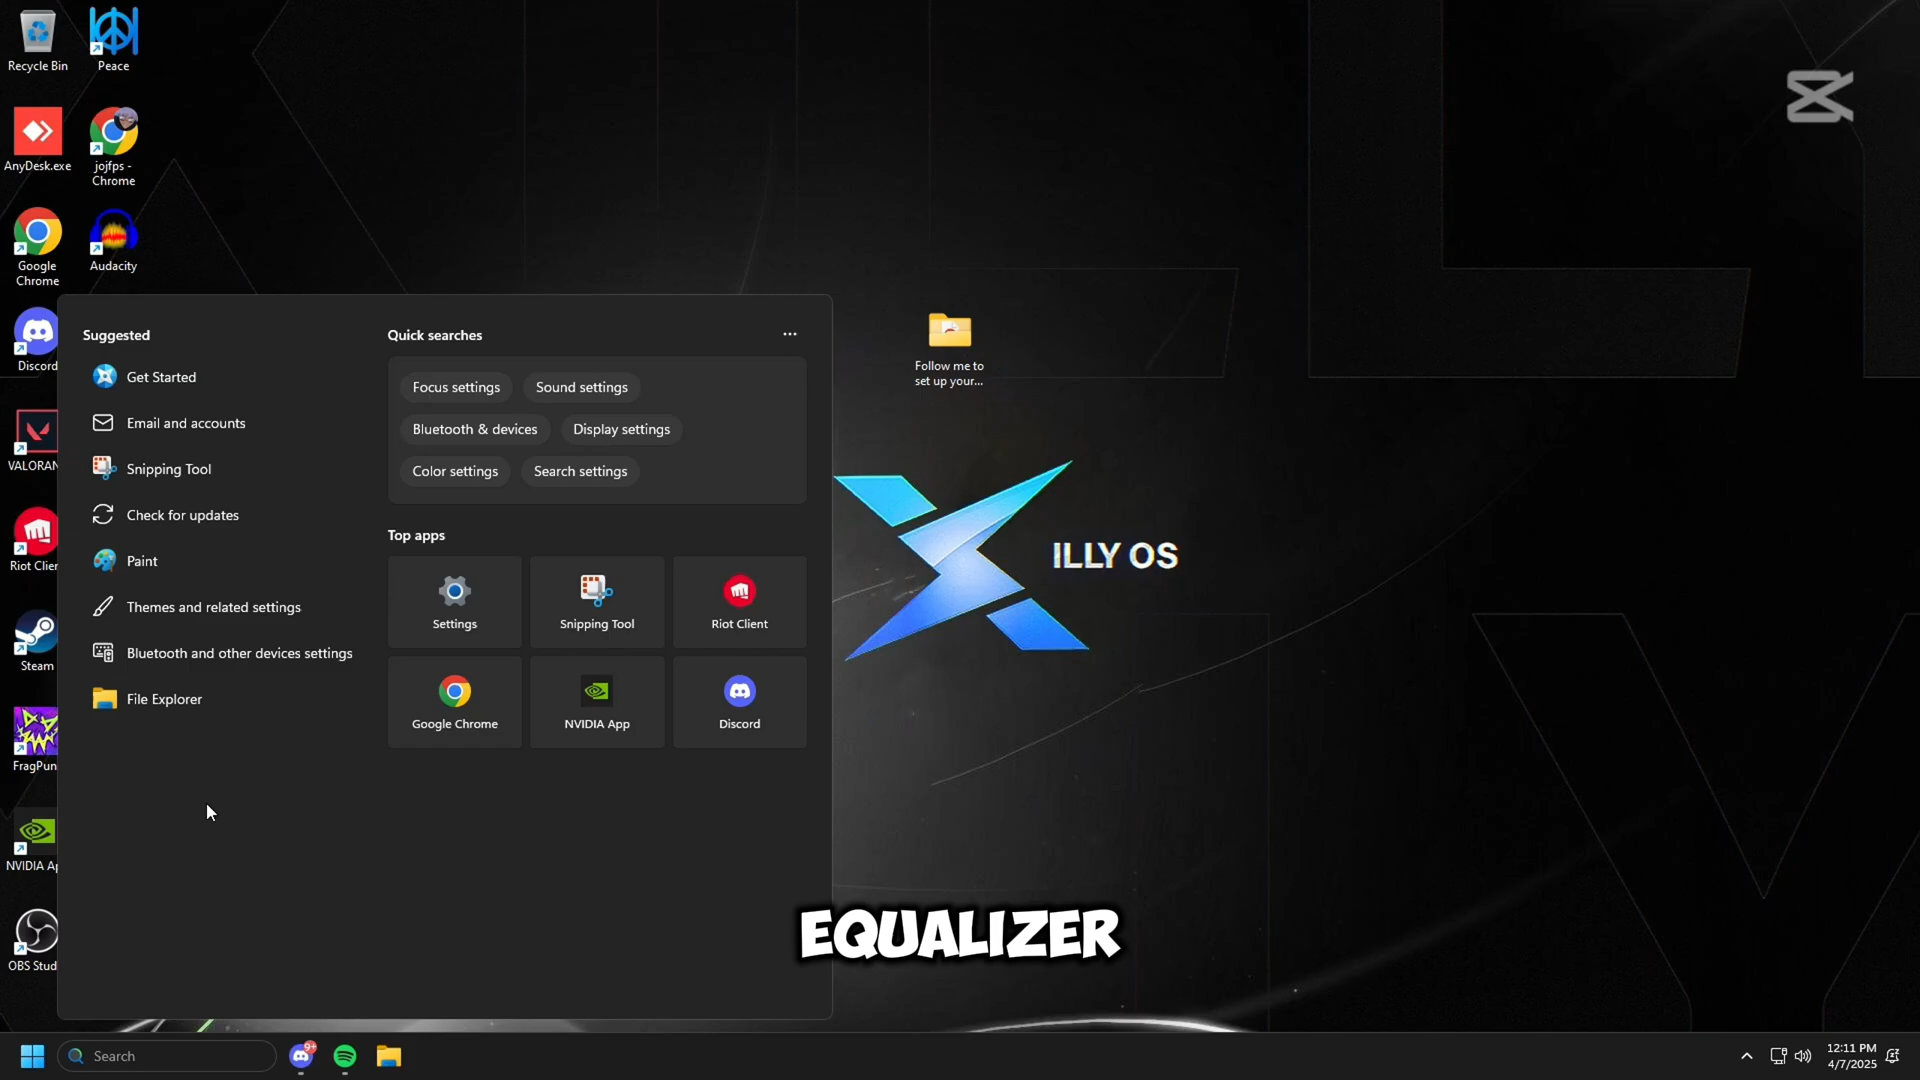 Recycle Bin
Peace
AnyDesk.exe
jojfps -
Chrome
Google
Chrome
Audacity
Discord
VALORAN
Riot Clier
Steam
FragPun
NVIDIA Ap
OBS Stud
Suggested
Get Started
Email and accounts
Snipping Tool
Check for updates
Paint
Themes and related settings
Bluetooth and other devices settings
File Explorer
Quick searches
Focus settings
Sound settings
Bluetooth & devices
Display settings
Color settings
Search settings
Top apps
Settings
Snipping Tool
Riot Client
Google Chrome
NVIDIA App
Discord
Follow me to
set up your...
ILLY OS
EQUALIZER
Search
9+
12:11 PM
4/7/2025